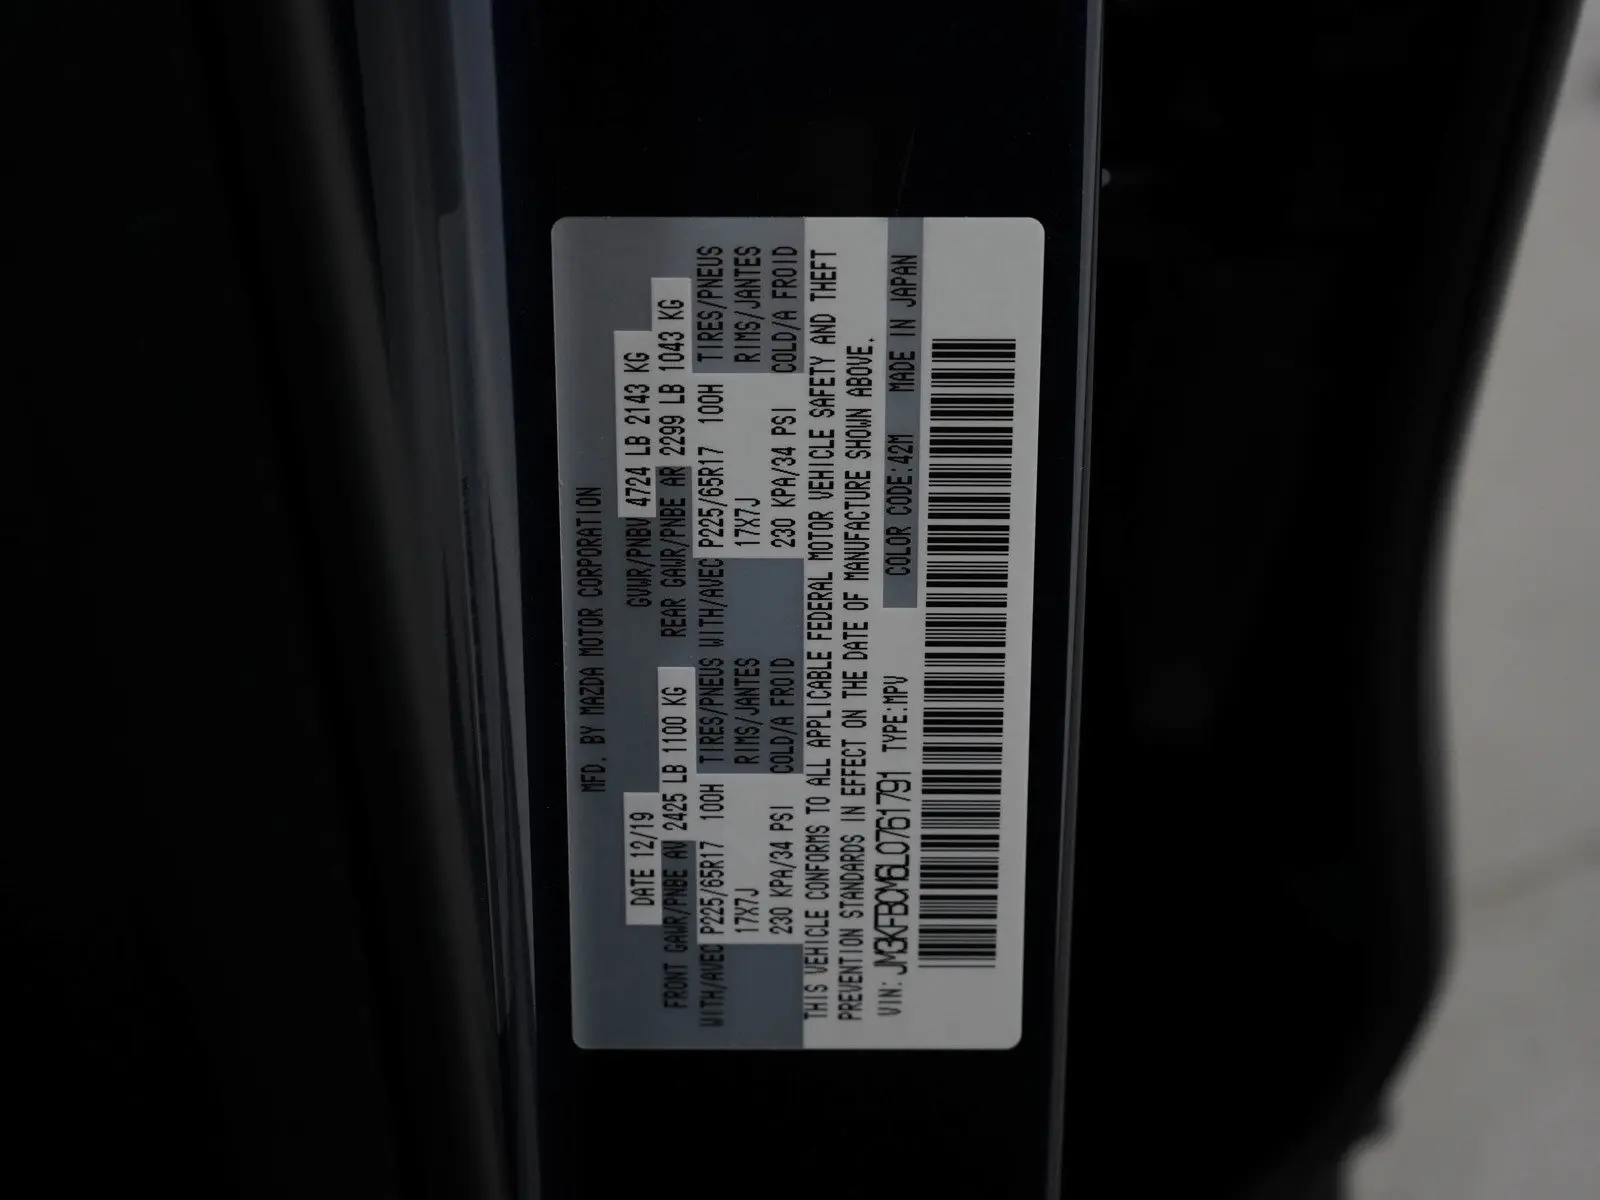 MFD. BY MAZDA MOTOR CORPORATION
DATE 12/19 GVWR/PNBV 4724 LB 2143 KG
FRONT GAWR/PNBE AV 2425 LB 1100 KG REAR GAWR/PNBE AR 2299 LB 1043 KG
WITH/AVEC P225/65R17 100H TIRES/PNEUS WITH/AVEC P225/65R17 100H TIRES/PNEUS
17X7J RIMS/JANTES 17X7J RIMS/JANTES
230 KPA/34 PSI COLD/A FROID 230 KPA/34 PSI COLD/A FROID
THIS VEHICLE CONFORMS TO ALL APPLICABLE FEDERAL MOTOR VEHICLE SAFETY AND THEFT
PREVENTION STANDARDS IN EFFECT ON THE DATE OF MANUFACTURE SHOWN ABOVE.
VIN: JM3KFBCM6L0761791 TYPE:MPV COLOR CODE:42M MADE IN JAPAN